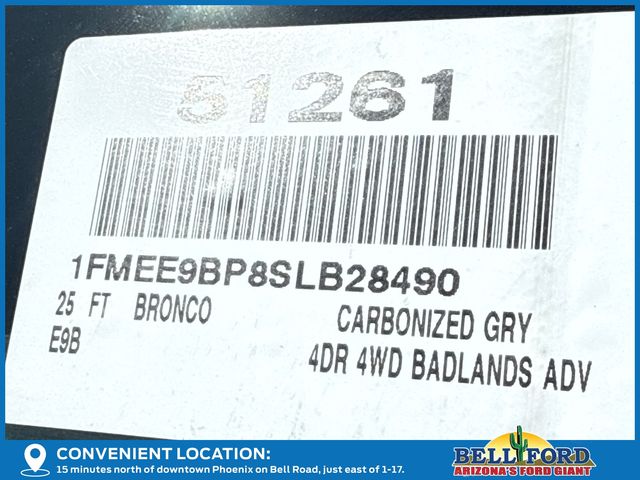 51261
1FMEE9BP8SLB28490
25 FT BRONCO CARBONIZED GRY
E9B 4DR 4WD BADLANDS ADV
CONVENIENT LOCATION:
15 minutes north of downtown Phoenix on Bell Road, just east of 1-17.
BELL FORD
ARIZONA'S FORD GIANT